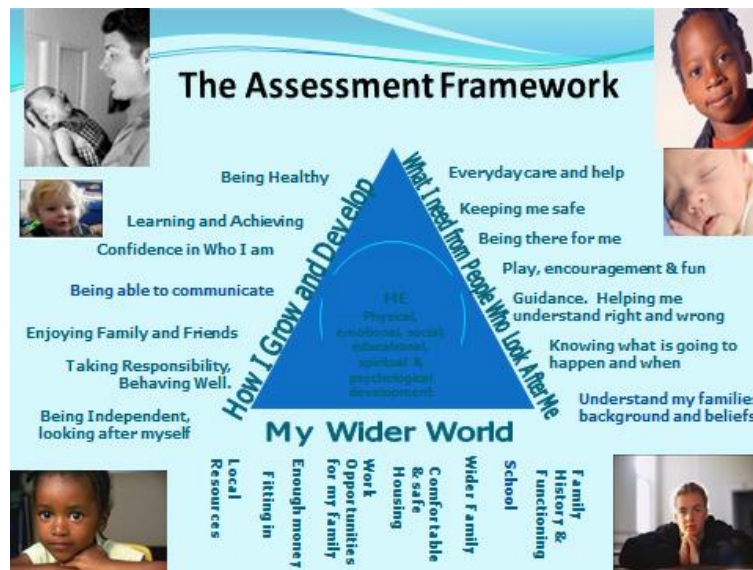 The Assessment Framework
Being Healthy
Learning and Achieving
Confidence in Who I am
Being able to communicate
Enjoying Family and Friends
Taking Responsibility,
Behaving Well.
Being Independent,
looking after myself
How I Grow and Develop
What I need from People Who Look After Me
Everyday care and help
Keeping me safe
Being there for me
Play, encouragement & fun
Guidance. Helping me
understand right and wrong
Knowing what is going to
happen and when
Understand my families
background and beliefs
ME
Physical,
emotional, social,
educational,
spiritual &
psychological
development
My Wider World
Local
Resources
Fitting in
Enough money
Work
Opportunities
for my family
Comfortable
& safe
Housing
Wider Family
School
Family
History &
Functioning